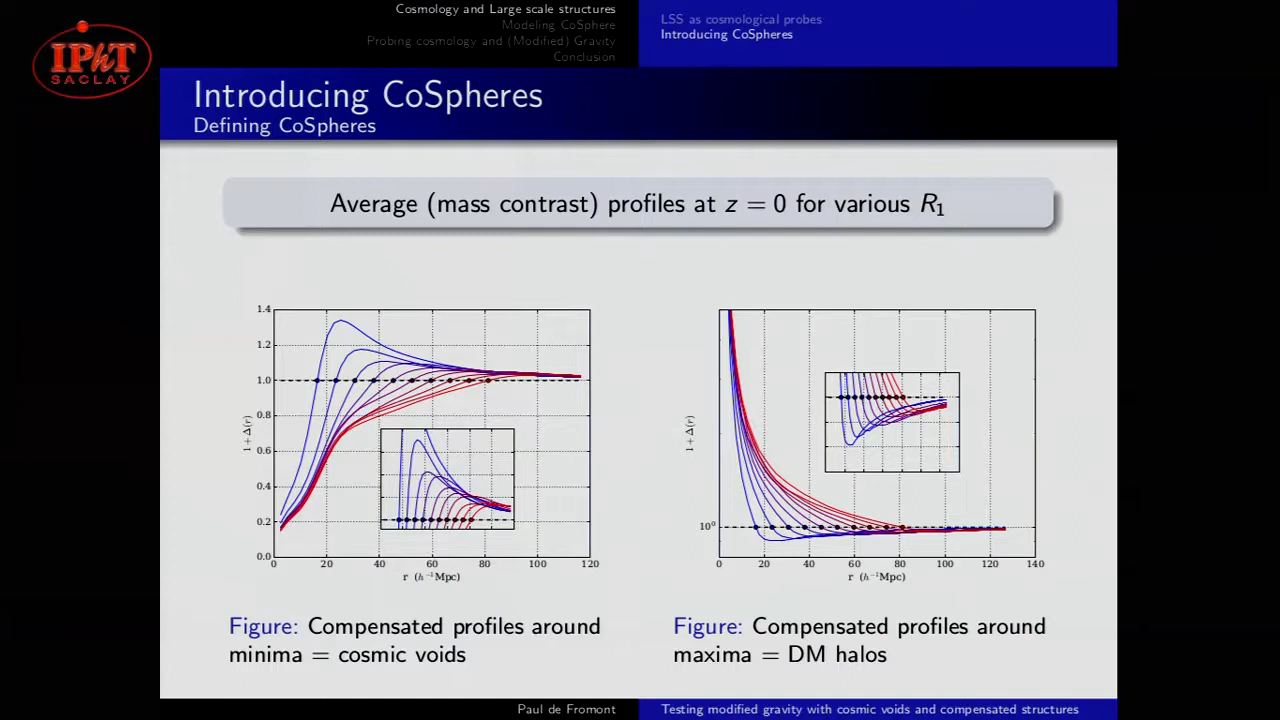 IPhT
SACLAY
Cosmology and Large scale structures
Modeling CoSphere
Probing cosmology and (Modified) Gravity
Conclusion
LSS as cosmological probes
Introducing CoSpheres
Introducing CoSpheres
Defining CoSpheres
Average (mass contrast) profiles at z = 0 for various R₁
1.4
1.2
1.0
0.8
0.6
0.4
0.2
0.0
1 + Δ(r)
0 20 40 60 80 100 120
r (h⁻¹Mpc)
10⁰
1 + Δ(r)
0 20 40 60 80 100 120 140
r (h⁻¹Mpc)
Figure: Compensated profiles around
minima = cosmic voids
Figure: Compensated profiles around
maxima = DM halos
Paul de Fromont
Testing modified gravity with cosmic voids and compensated structures